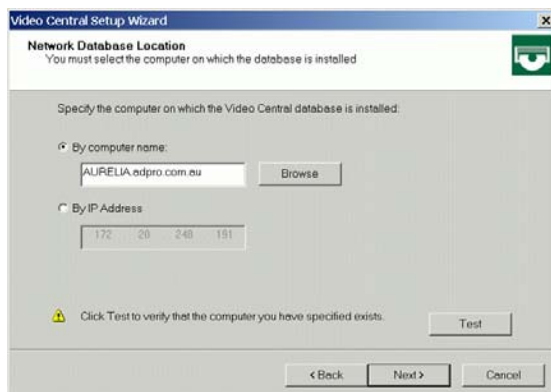 Video Central Setup Wizard
Network Database Location
You must select the computer on which the database is installed
Specify the computer on which the Video Central database is installed:
By computer name:
AURELIA.adpro.com.au
Browse
By IP Address
172 20 248 191
Click Test to verify that the computer you have specified exists.
Test
< Back
Next >
Cancel